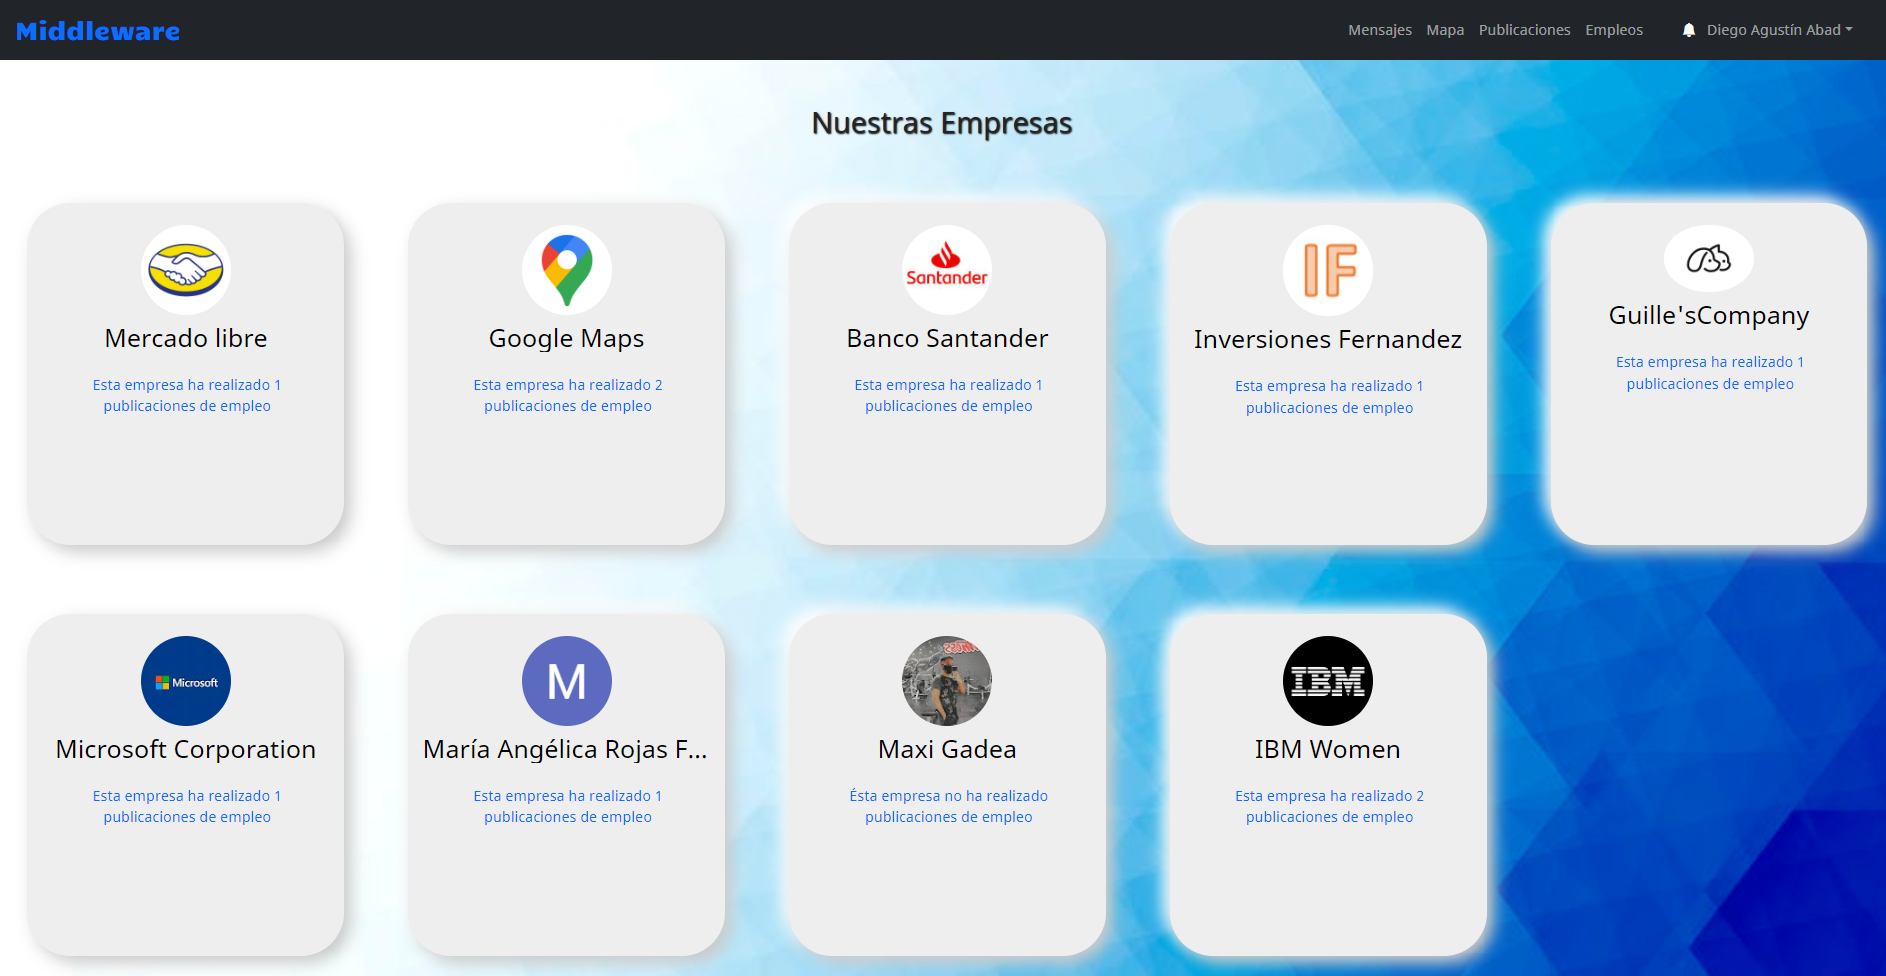 Middleware
Mensajes Mapa Publicaciones Empleos Diego Agustín Abad
Nuestras Empresas
Mercado libre
Esta empresa ha realizado 1
publicaciones de empleo
Google Maps
Esta empresa ha realizado 2
publicaciones de empleo
Santander
Banco Santander
Esta empresa ha realizado 1
publicaciones de empleo
IF
Inversiones Fernandez
Esta empresa ha realizado 1
publicaciones de empleo
Guille'sCompany
Esta empresa ha realizado 1
publicaciones de empleo
Microsoft
Microsoft Corporation
Esta empresa ha realizado 1
publicaciones de empleo
M
María Angélica Rojas F...
Esta empresa ha realizado 1
publicaciones de empleo
Maxi Gadea
Ésta empresa no ha realizado
publicaciones de empleo
IBM
IBM Women
Esta empresa ha realizado 2
publicaciones de empleo